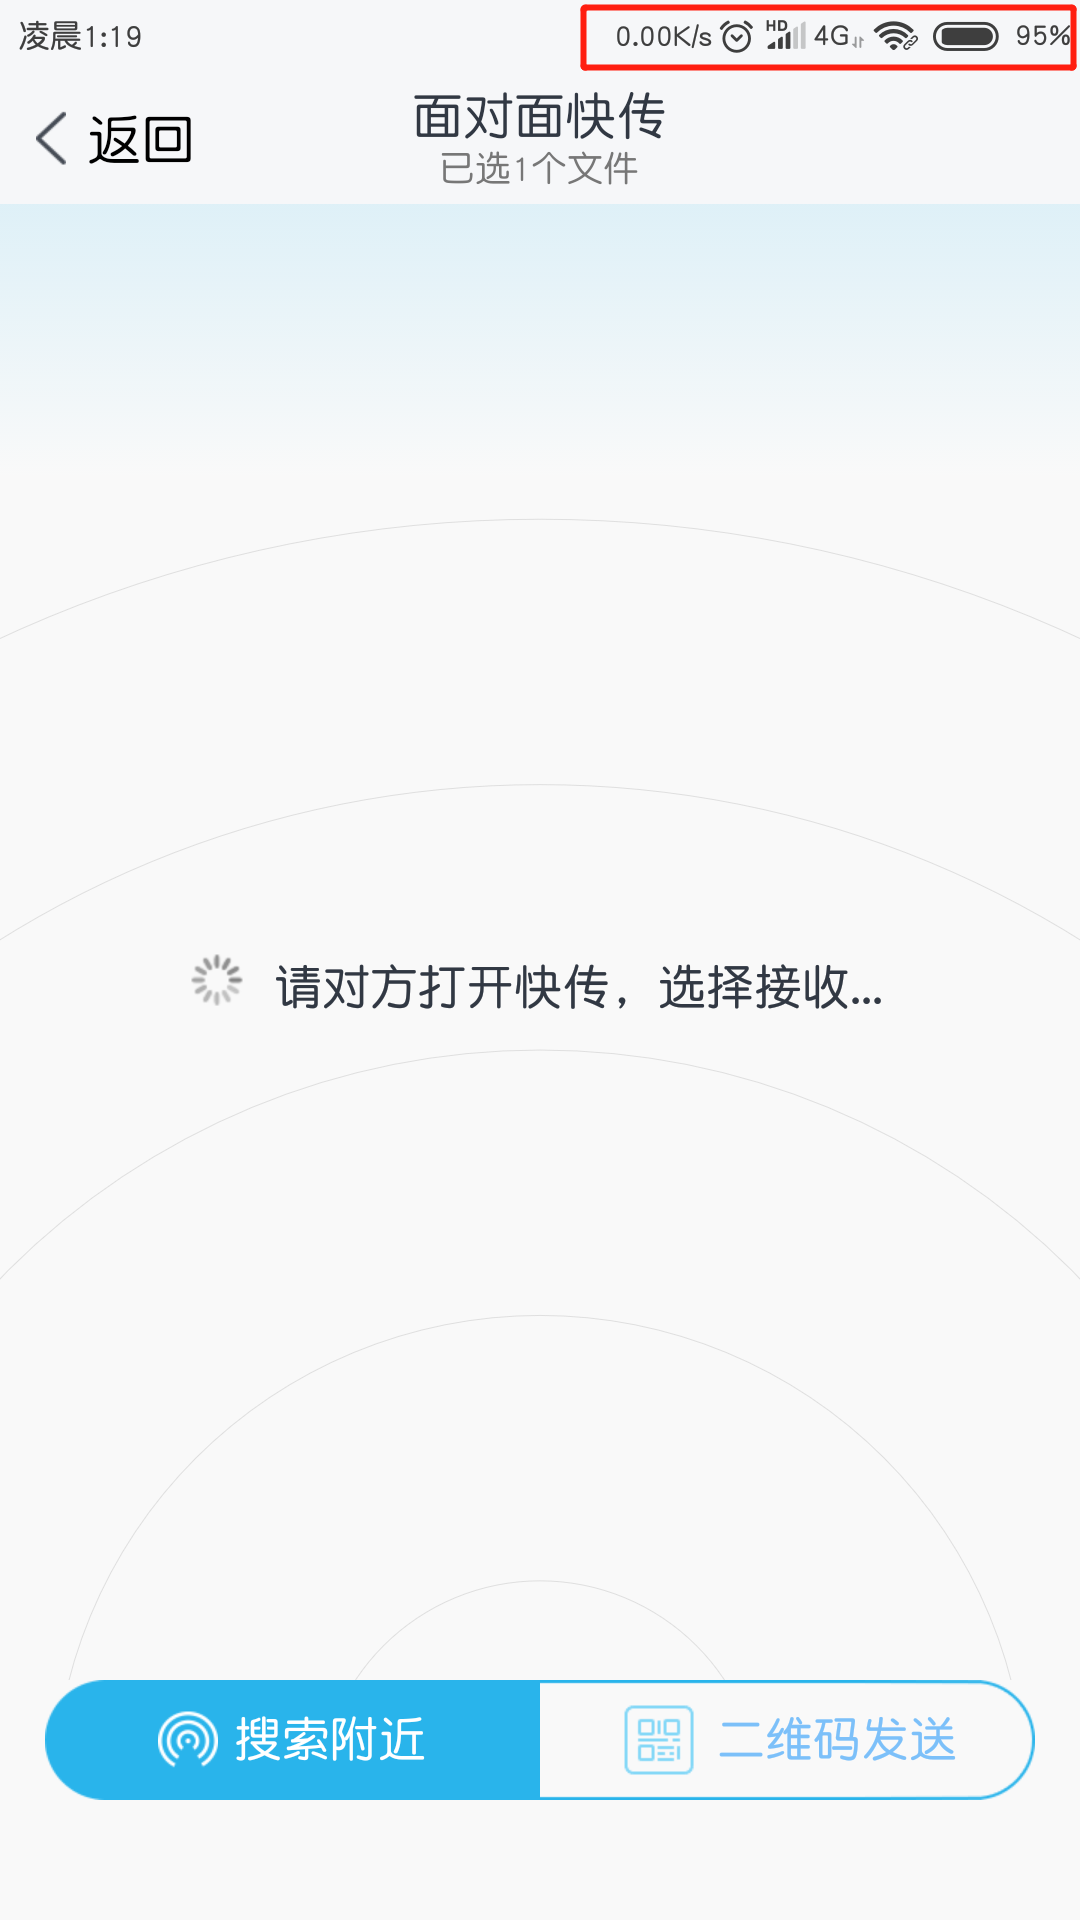 凌晨1:19 0.00K/s HD 4G 95%
返回
面对面快传
已选1个文件
请对方打开快传，选择接收...
搜索附近 二维码发送